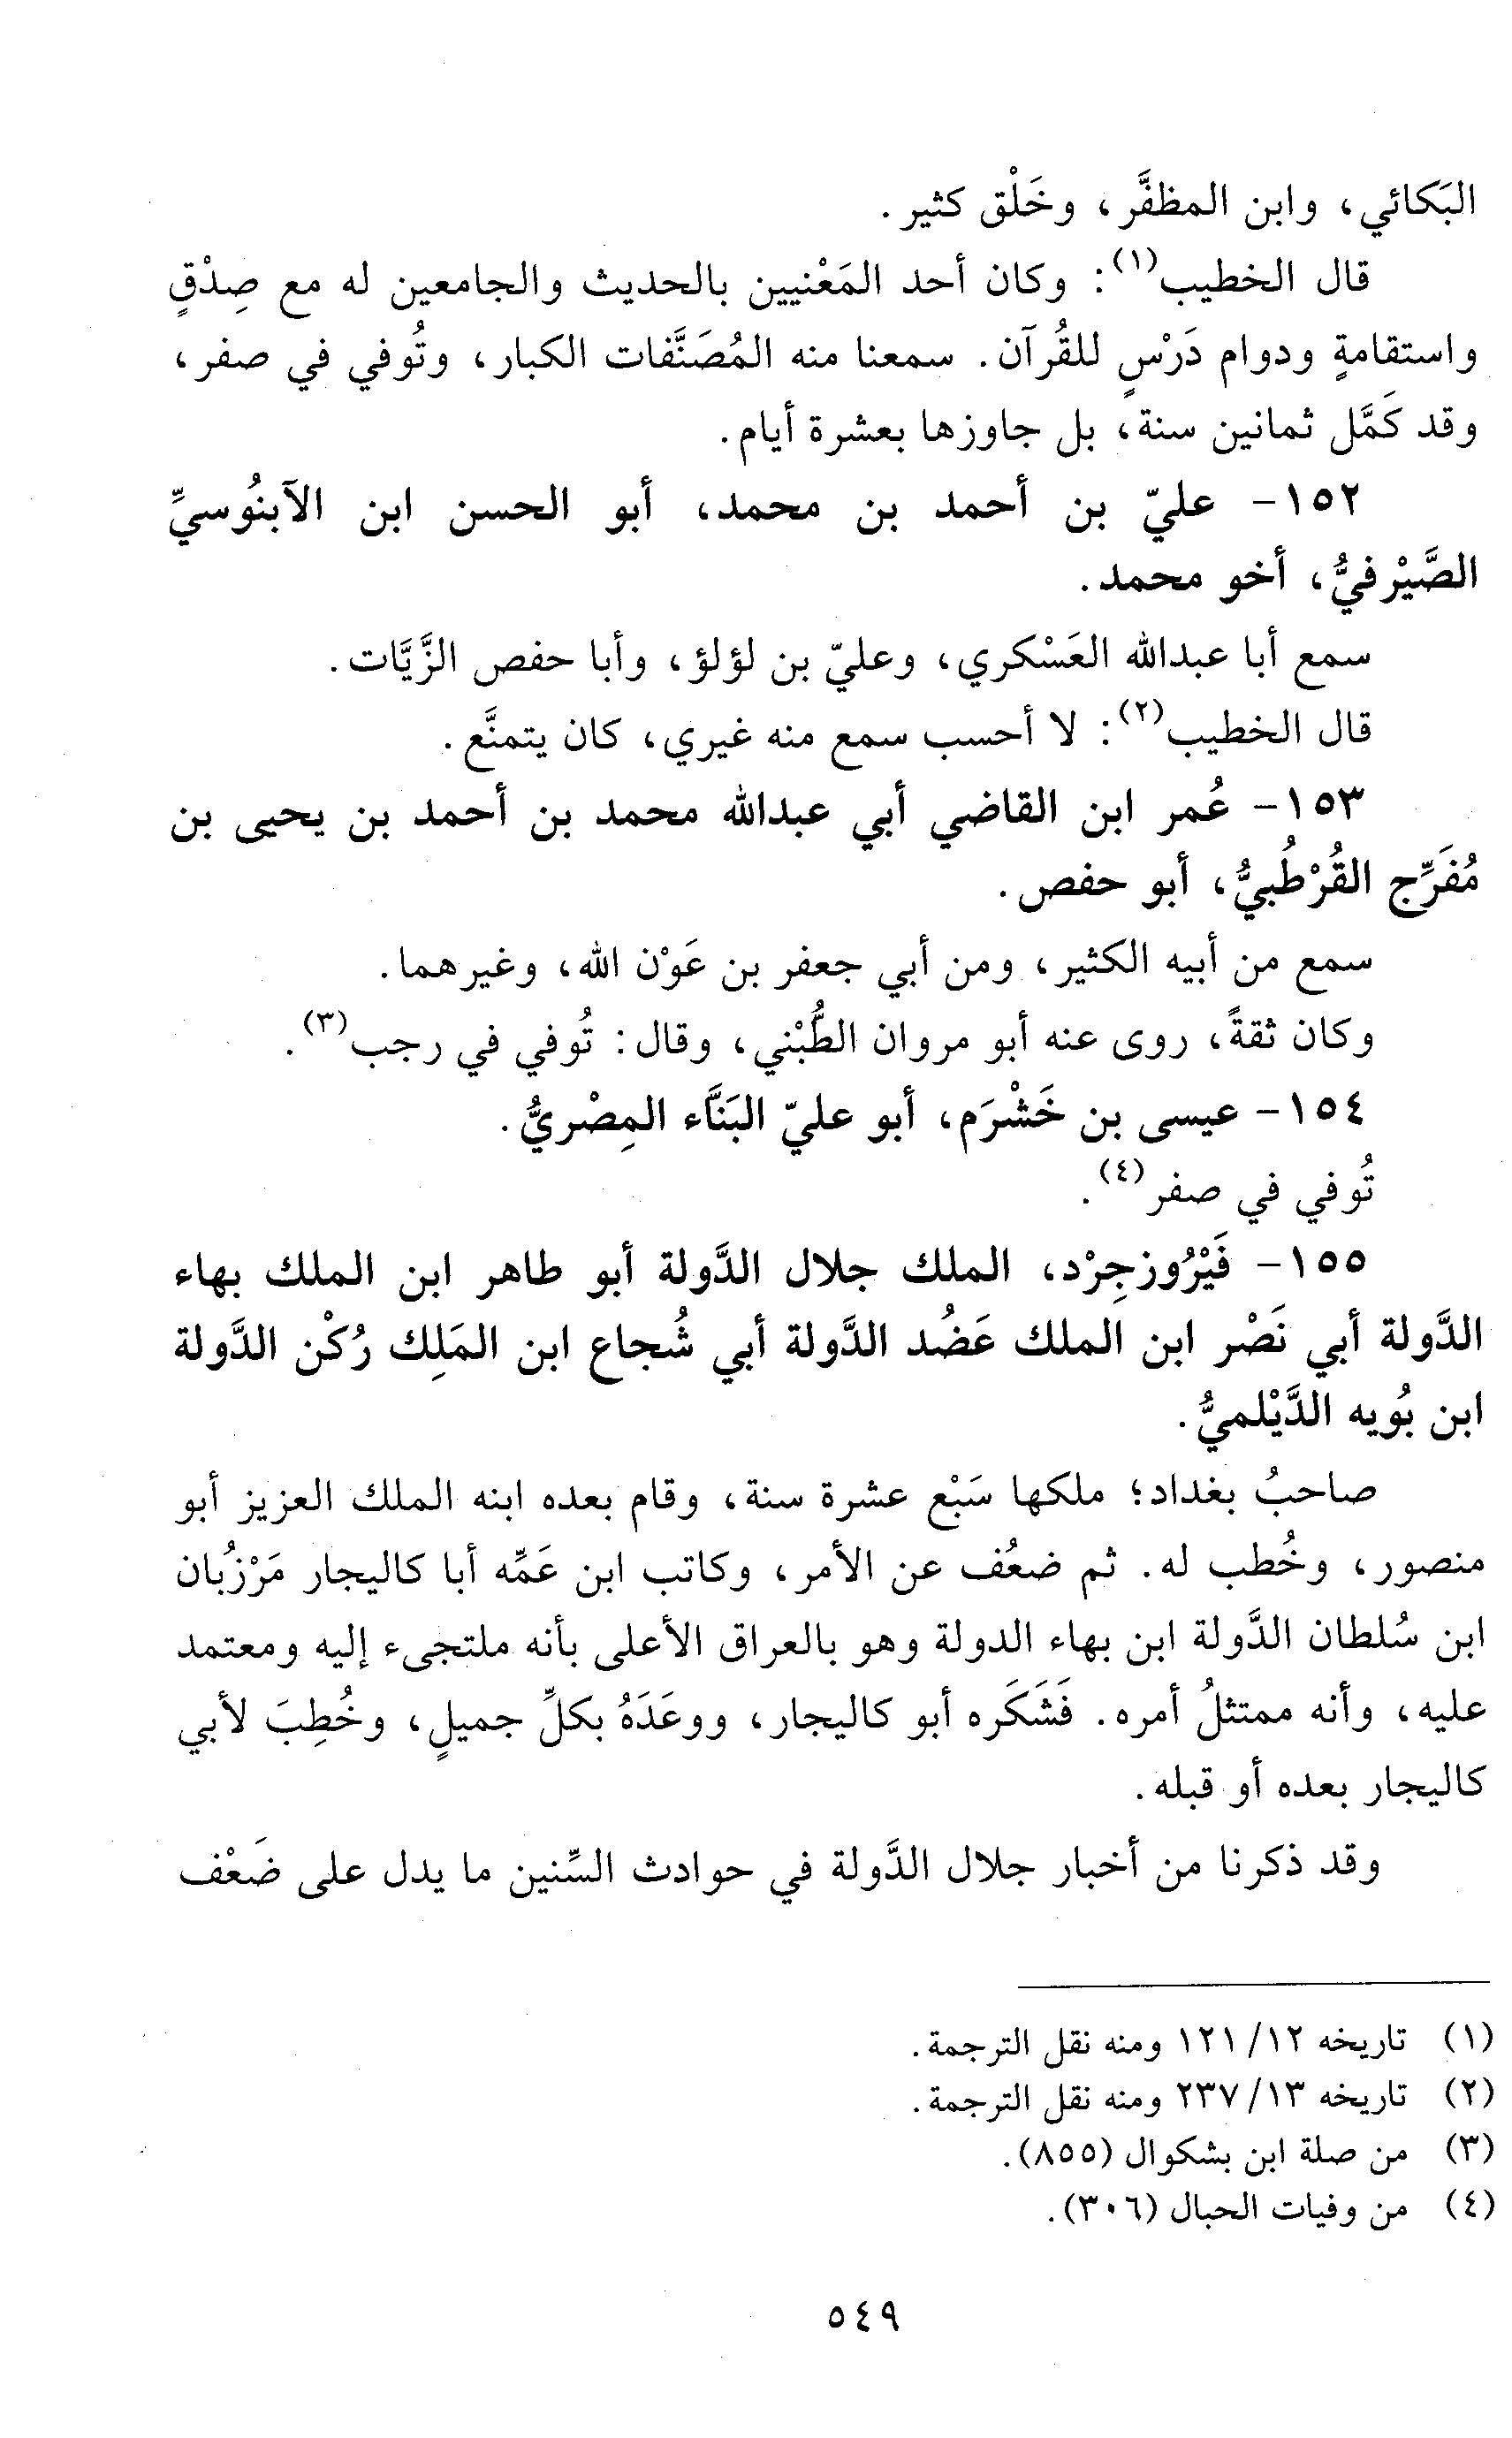 البَكائي، وابن المظفَّر، وخَلْق كثير.
قال الخطيب(١): وكان أحد المَعْنيين بالحديث والجامعين له مع صِدْقٍ
واستقامةٍ ودوام دَرْسٍ للقُرآن. سمعنا منه المُصَنَّفات الكبار، وتُوفي في صفر،
وقد كَمَّل ثمانين سنة، بل جاوزها بعشرة أيام.
١٥٢- عليّ بن أحمد بن محمد، أبو الحسن ابن الآبنُوسيِّ
الصَّيْرفيُّ، أخو محمد.
سمع أبا عبدالله العَسْكري، وعليّ بن لؤلؤ، وأبا حفص الزَّيَّات.
قال الخطيب(٢): لا أحسب سمع منه غيري، كان يتمنَّع.
١٥٣- عُمر ابن القاضي أبي عبدالله محمد بن أحمد بن يحيى بن
مُفَرِّج القُرْطُبيُّ، أبو حفص.
سمع من أبيه الكثير، ومن أبي جعفر بن عَوْن الله، وغيرهما.
وكان ثقةً، روى عنه أبو مروان الطُّبْني، وقال: تُوفي في رجب(٣).
١٥٤- عيسى بن خَشْرَم، أبو عليّ البَنَّاء المِصْريُّ.
تُوفي في صفر(٤).
١٥٥- فَيْرُوزجِرْد، الملك جلال الدَّولة أبو طاهر ابن الملك بهاء
الدَّولة أبي نَصْر ابن الملك عَضُد الدَّولة أبي شُجاع ابن المَلِك رُكْن الدَّولة
ابن بُويه الدَّيْلميُّ.
صاحبُ بغداد؛ ملكها سَبْع عشرة سنة، وقام بعده ابنه الملك العزيز أبو
منصور، وخُطب له. ثم ضعُف عن الأمر، وكاتب ابن عَمِّه أبا كاليجار مَرْزُبان
ابن سُلطان الدَّولة ابن بهاء الدولة وهو بالعراق الأعلى بأنه ملتجىء إليه ومعتمد
عليه، وأنه ممتثلُ أمره. فَشَكَره أبو كاليجار، ووعَدَهُ بكلِّ جميلٍ، وخُطِبَ لأبي
كاليجار بعده أو قبله.
وقد ذكرنا من أخبار جلال الدَّولة في حوادث السِّنين ما يدل على ضَعْف
(١) تاريخه ١٢/ ١٢١ ومنه نقل الترجمة.
(٢) تاريخه ١٣/ ٢٣٧ ومنه نقل الترجمة.
(٣) من صلة ابن بشكوال (٨٥٥).
(٤) من وفيات الحبال (٣٠٦).
٥٤٩